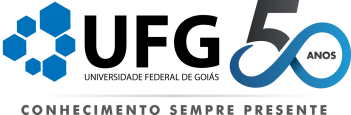 UFG 50 ANOS
UNIVERSIDADE FEDERAL DE GOIÁS
CONHECIMENTO SEMPRE PRESENTE